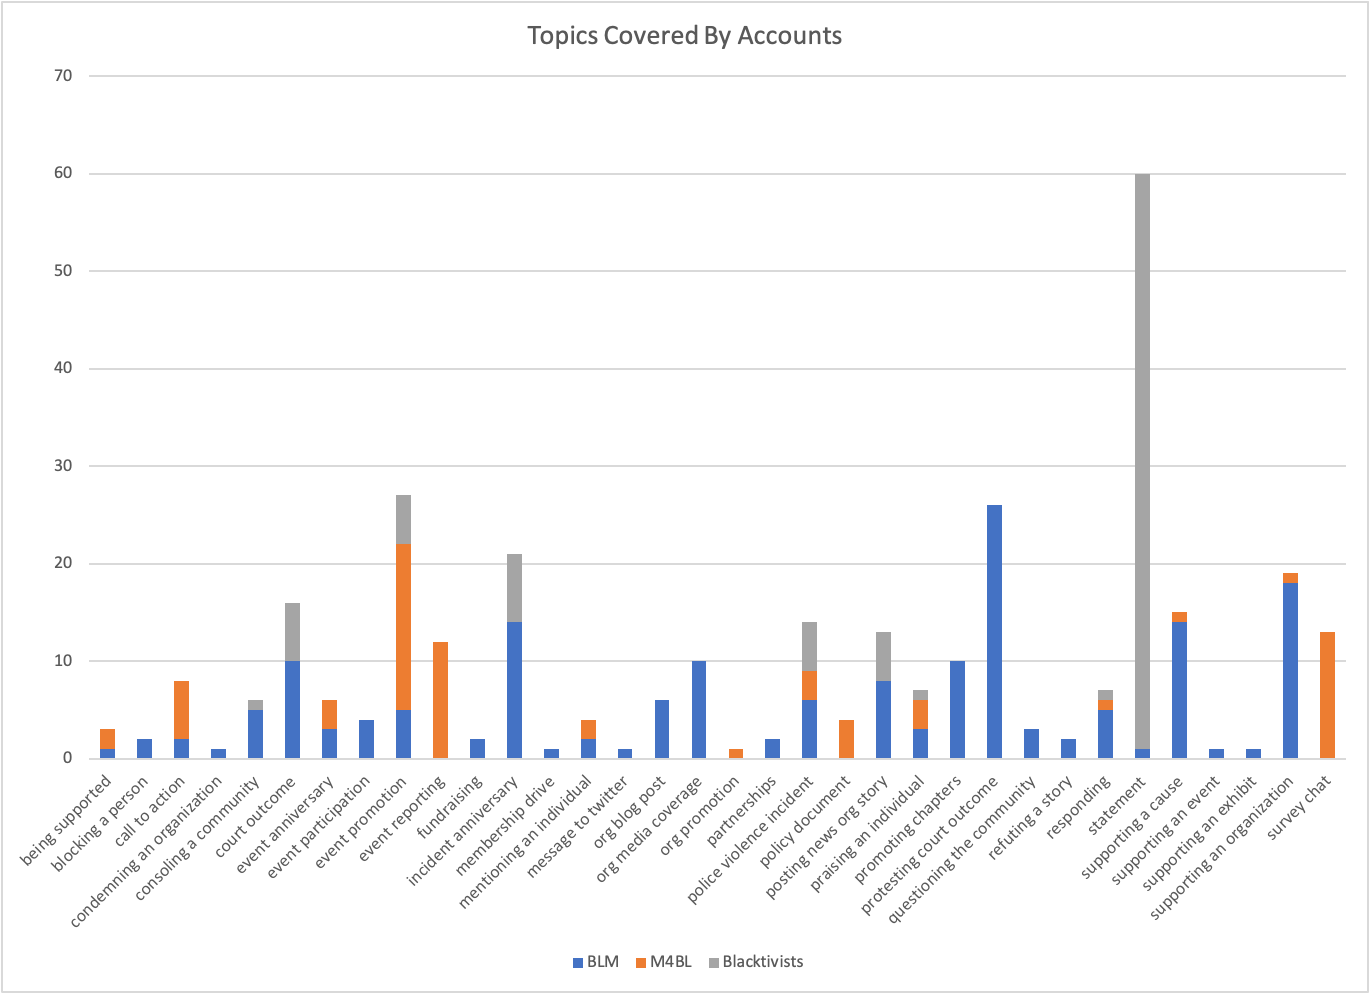 Topics Covered By Accounts
70
60
50
40
30
20
10
0
being supported
blocking a person
call to action
condemning an organization
consoling a community
court outcome
event anniversary
event participation
event promotion
event reporting
fundraising
incident anniversary
membership drive
mentioning an individual
message to twitter
org blog post
org media coverage
org promotion
partnerships
police violence incident
policy document
posting news org story
praising an individual
promoting chapters
protesting court outcome
questioning the community
refuting a story
responding
statement
supporting a cause
supporting an event
supporting an exhibit
supporting an organization
survey chat
BLM M4BL Blacktivists